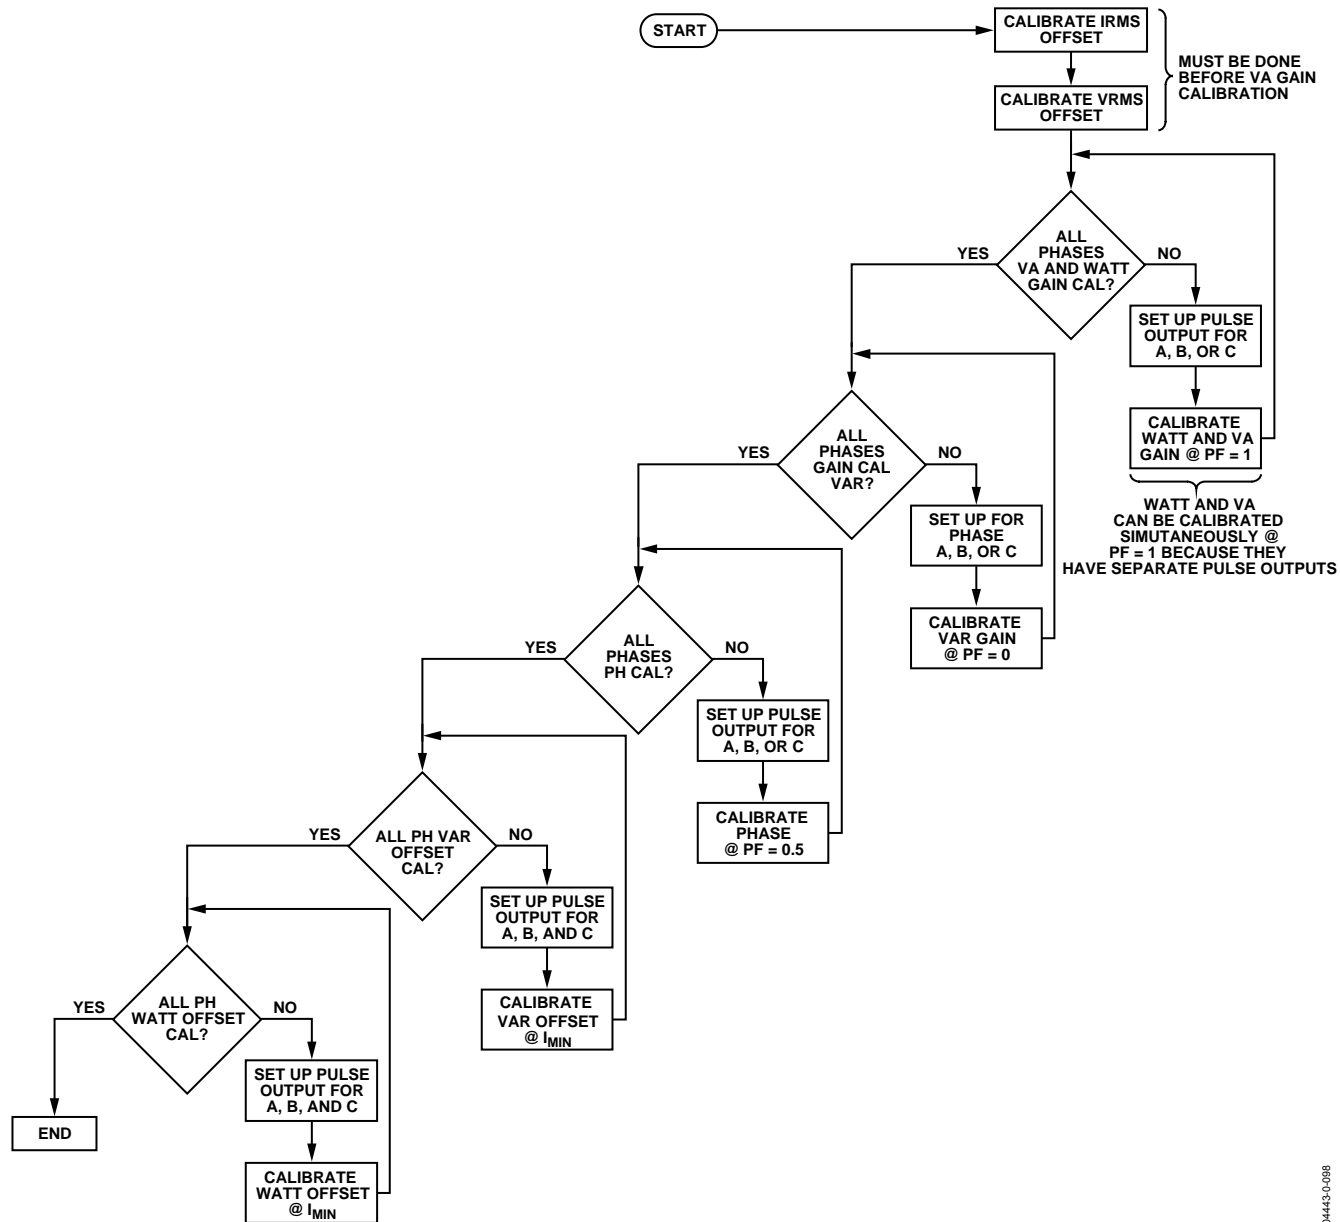 START
CALIBRATE IRMS
OFFSET
MUST BE DONE
BEFORE VA GAIN
CALIBRATION
CALIBRATE VRMS
OFFSET
ALL
PHASES
VA AND WATT
GAIN CAL?
YES
NO
SET UP PULSE
OUTPUT FOR
A, B, OR C
CALIBRATE
WATT AND VA
GAIN @ PF = 1
WATT AND VA
CAN BE CALIBRATED
SIMUTANEOUSLY @
PF = 1 BECAUSE THEY
HAVE SEPARATE PULSE OUTPUTS
ALL
PHASES
GAIN CAL
VAR?
YES
NO
SET UP FOR
PHASE
A, B, OR C
CALIBRATE
VAR GAIN
@ PF = 0
ALL
PHASES
PH CAL?
YES
NO
SET UP PULSE
OUTPUT FOR
A, B, OR C
CALIBRATE
PHASE
@ PF = 0.5
ALL PH VAR
OFFSET
CAL?
YES
NO
SET UP PULSE
OUTPUT FOR
A, B, AND C
CALIBRATE
VAR OFFSET
@ IMIN
ALL PH
WATT OFFSET
CAL?
YES
NO
SET UP PULSE
OUTPUT FOR
A, B, AND C
CALIBRATE
WATT OFFSET
@ IMIN
END